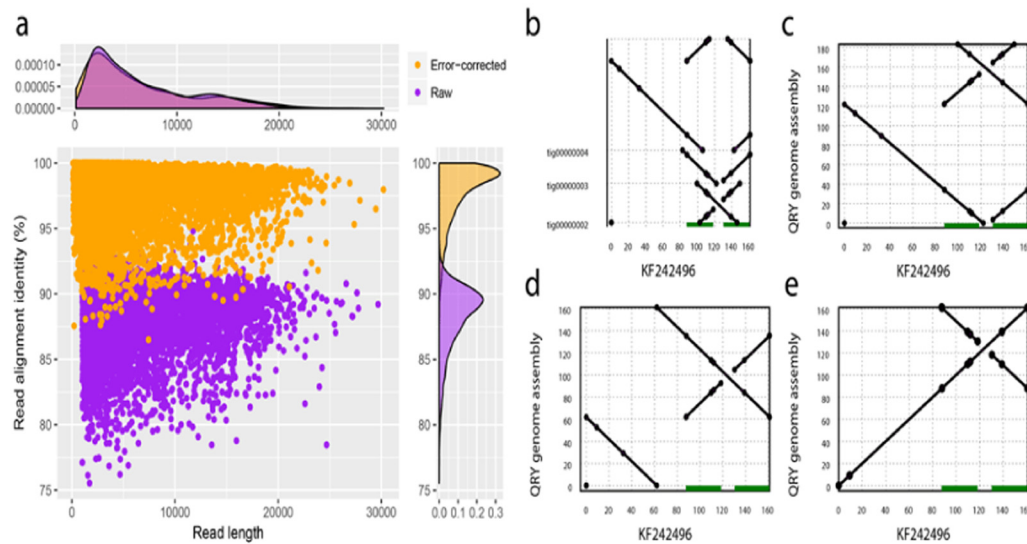 a
0.00010
0.00005
0.00000
0 10000 20000 30000
Error-corrected
Raw
Read alignment identity (%)
100
95
90
85
80
75
0 10000 20000 30000
Read length
100
95
90
85
80
75
0.0 0.1 0.2 0.3
b
tig00000004
tig00000003
tig00000002
0 20 40 60 80 100 120 140 160
KF242496
c
QRY genome assembly
180
160
140
120
100
80
60
40
20
0
0 20 40 60 80 100 120 140 160
KF242496
d
QRY genome assembly
160
140
120
100
80
60
40
20
0
0 20 40 60 80 100 120 140 160
KF242496
e
QRY genome assembly
160
140
120
100
80
60
40
20
0
0 20 40 60 80 100 120 140 160
KF242496